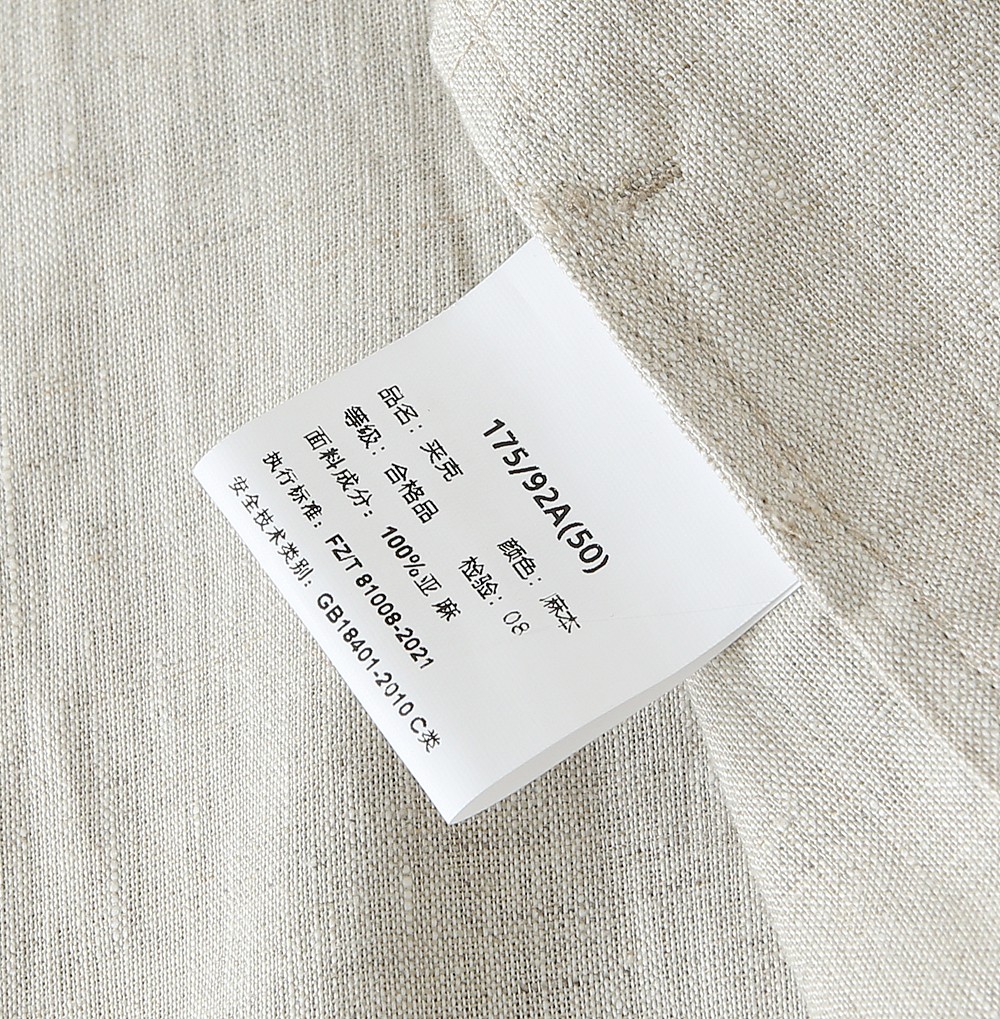 175/92A(50)
品名：夹克 颜色：麻本
等级：合格品 检验：08
面料成分：100%亚 麻
执行标准：FZ/T 81008-2021
安全技术类别：GB18401-2010 C类